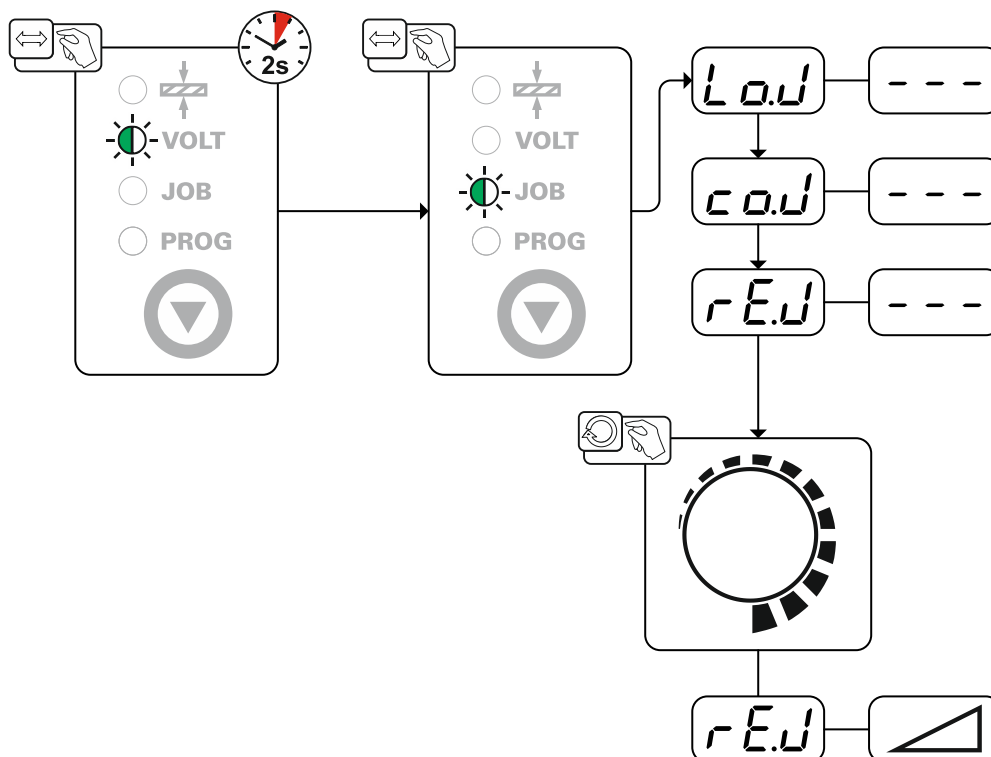 2s
VOLT
JOB
PROG
VOLT
JOB
PROG
Lo.J
- - -
co.J
- - -
rE.J
- - -
rE.J